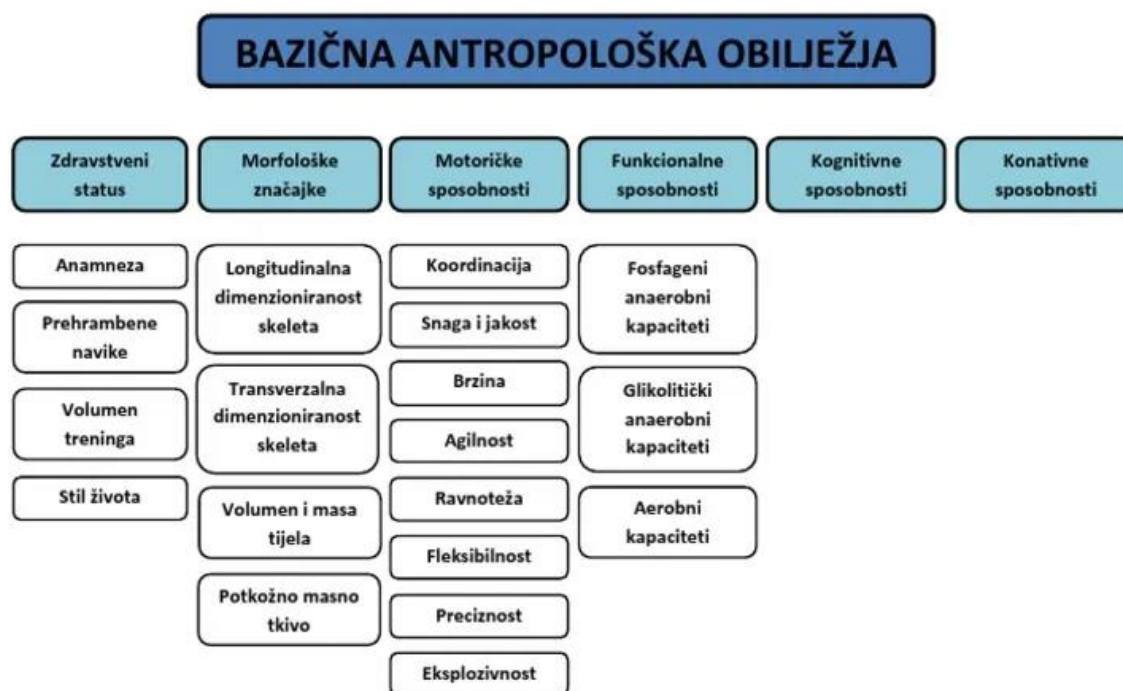 BAZIČNA ANTROPOLOŠKA OBILJEŽJA
Zdravstveni
status
Morfološke
značajke
Motoričke
sposobnosti
Funkcionalne
sposobnosti
Kognitivne
sposobnosti
Konativne
sposobnosti
Anamneza
Prehrambene
navike
Volumen
treninga
Stil života
Longitudinalna
dimenzioniranost
skeleta
Transverzalna
dimenzioniranost
skeleta
Volumen i masa
tijela
Potkožno masno
tkivo
Koordinacija
Snaga i jakost
Brzina
Agilnost
Ravnoteža
Fleksibilnost
Preciznost
Eksplozivnost
Fosfageni
anaerobni
kapaciteti
Glikolitički
anaerobni
kapaciteti
Aerobni
kapaciteti